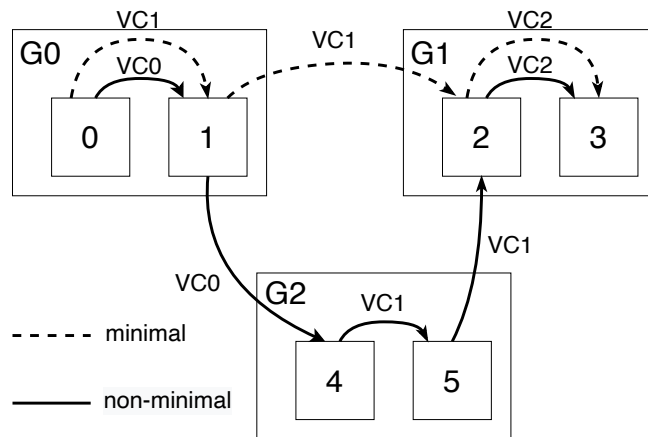 VC1
VC2
G0
VC1
G1
VC0
VC2
0
1
2
3
VC0
G2
VC1
VC1
minimal
4
5
non-minimal